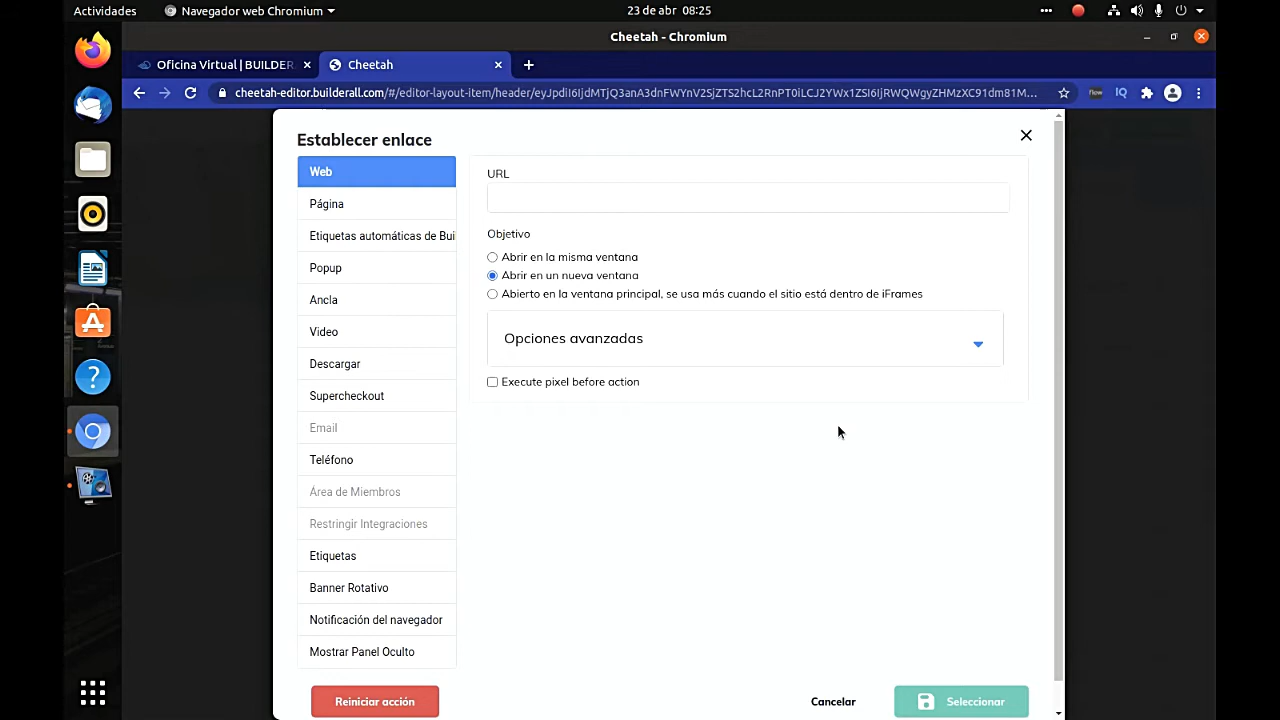 Actividades
Navegador web Chromium
23 de abr 08:25
Cheetah - Chromium
Oficina Virtual | BUILDERA
Cheetah
cheetah-editor.builderall.com/#/editor-layout-item/header/
Establecer enlace
Web
Página
Etiquetas automáticas de Bui
Popup
Ancla
Video
Descargar
Supercheckout
Email
Teléfono
Área de Miembros
Restringir Integraciones
Etiquetas
Banner Rotativo
Notificación del navegador
Mostrar Panel Oculto
URL
Objetivo
Abrir en la misma ventana
Abrir en un nueva ventana
Abierto en la ventana principal, se usa más cuando el sitio está dentro de iFrames
Opciones avanzadas
Execute pixel before action
Reiniciar acción
Cancelar
Seleccionar